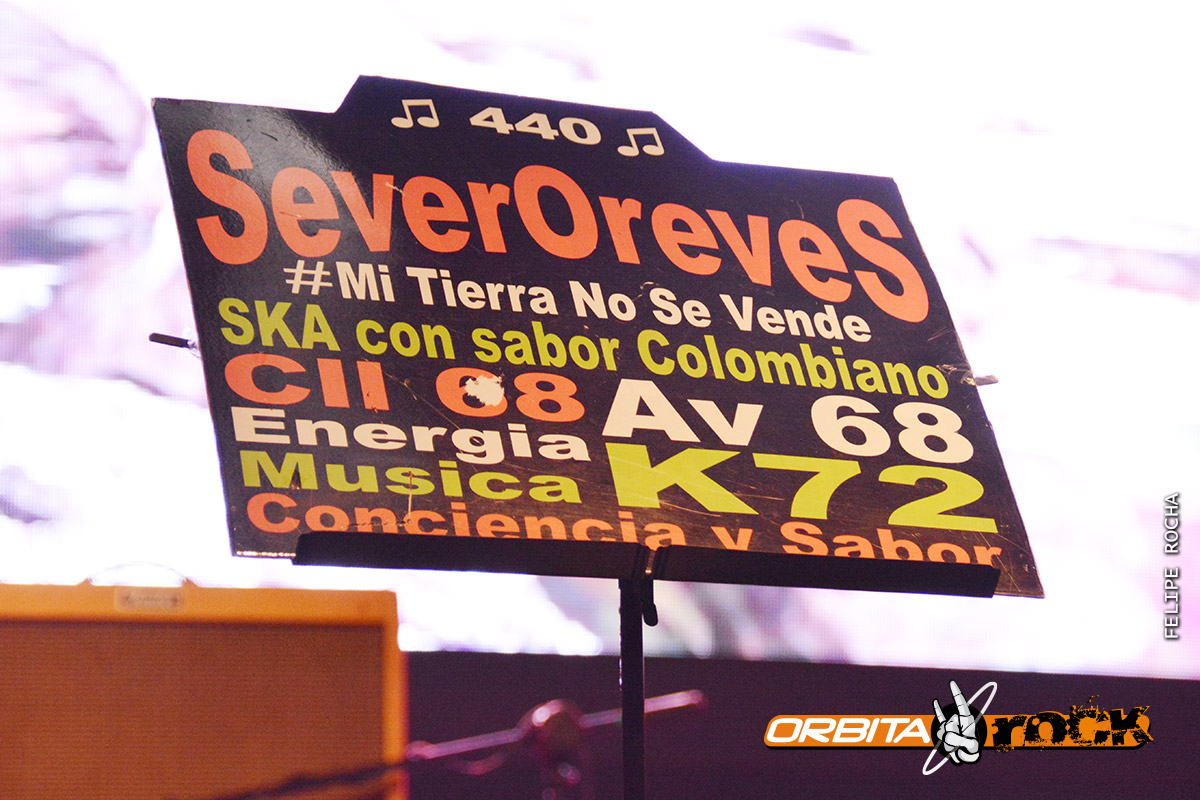 ♫ 440 ♫
SeverOreveS
#Mi Tierra No Se Vende
SKA con sabor Colombiano
Cll 68 Av 68
Energia
Musica K72
Conciencia y Sabor
FELIPE ROCHA
ORBITA rock